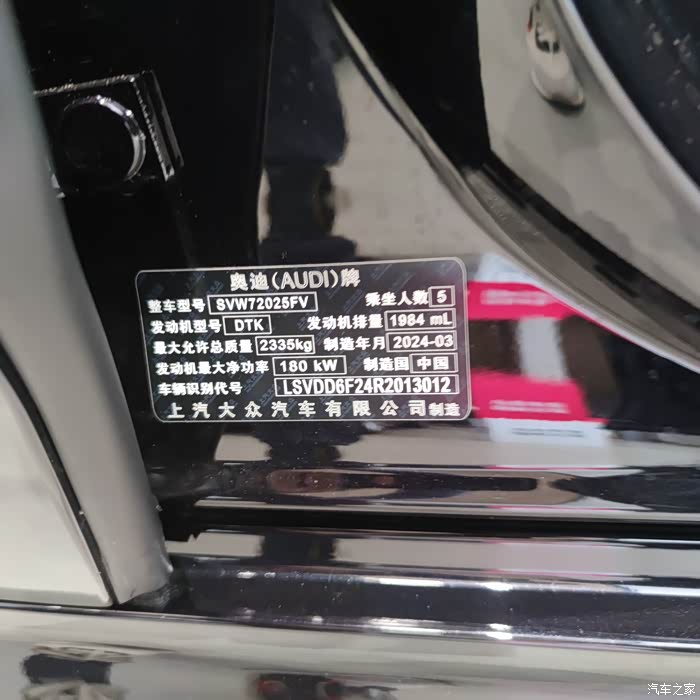 奥迪(AUDI)牌
整车型号 SVW72025FV 乘坐人数 5
发动机型号 DTK 发动机排量 1984 mL
最大允许总质量 2335kg 制造年月 2024-03
发动机最大净功率 180 kW 制造国 中国
车辆识别代号 LSVDD6F24R2013012
上汽大众汽车有限公司制造
汽车之家